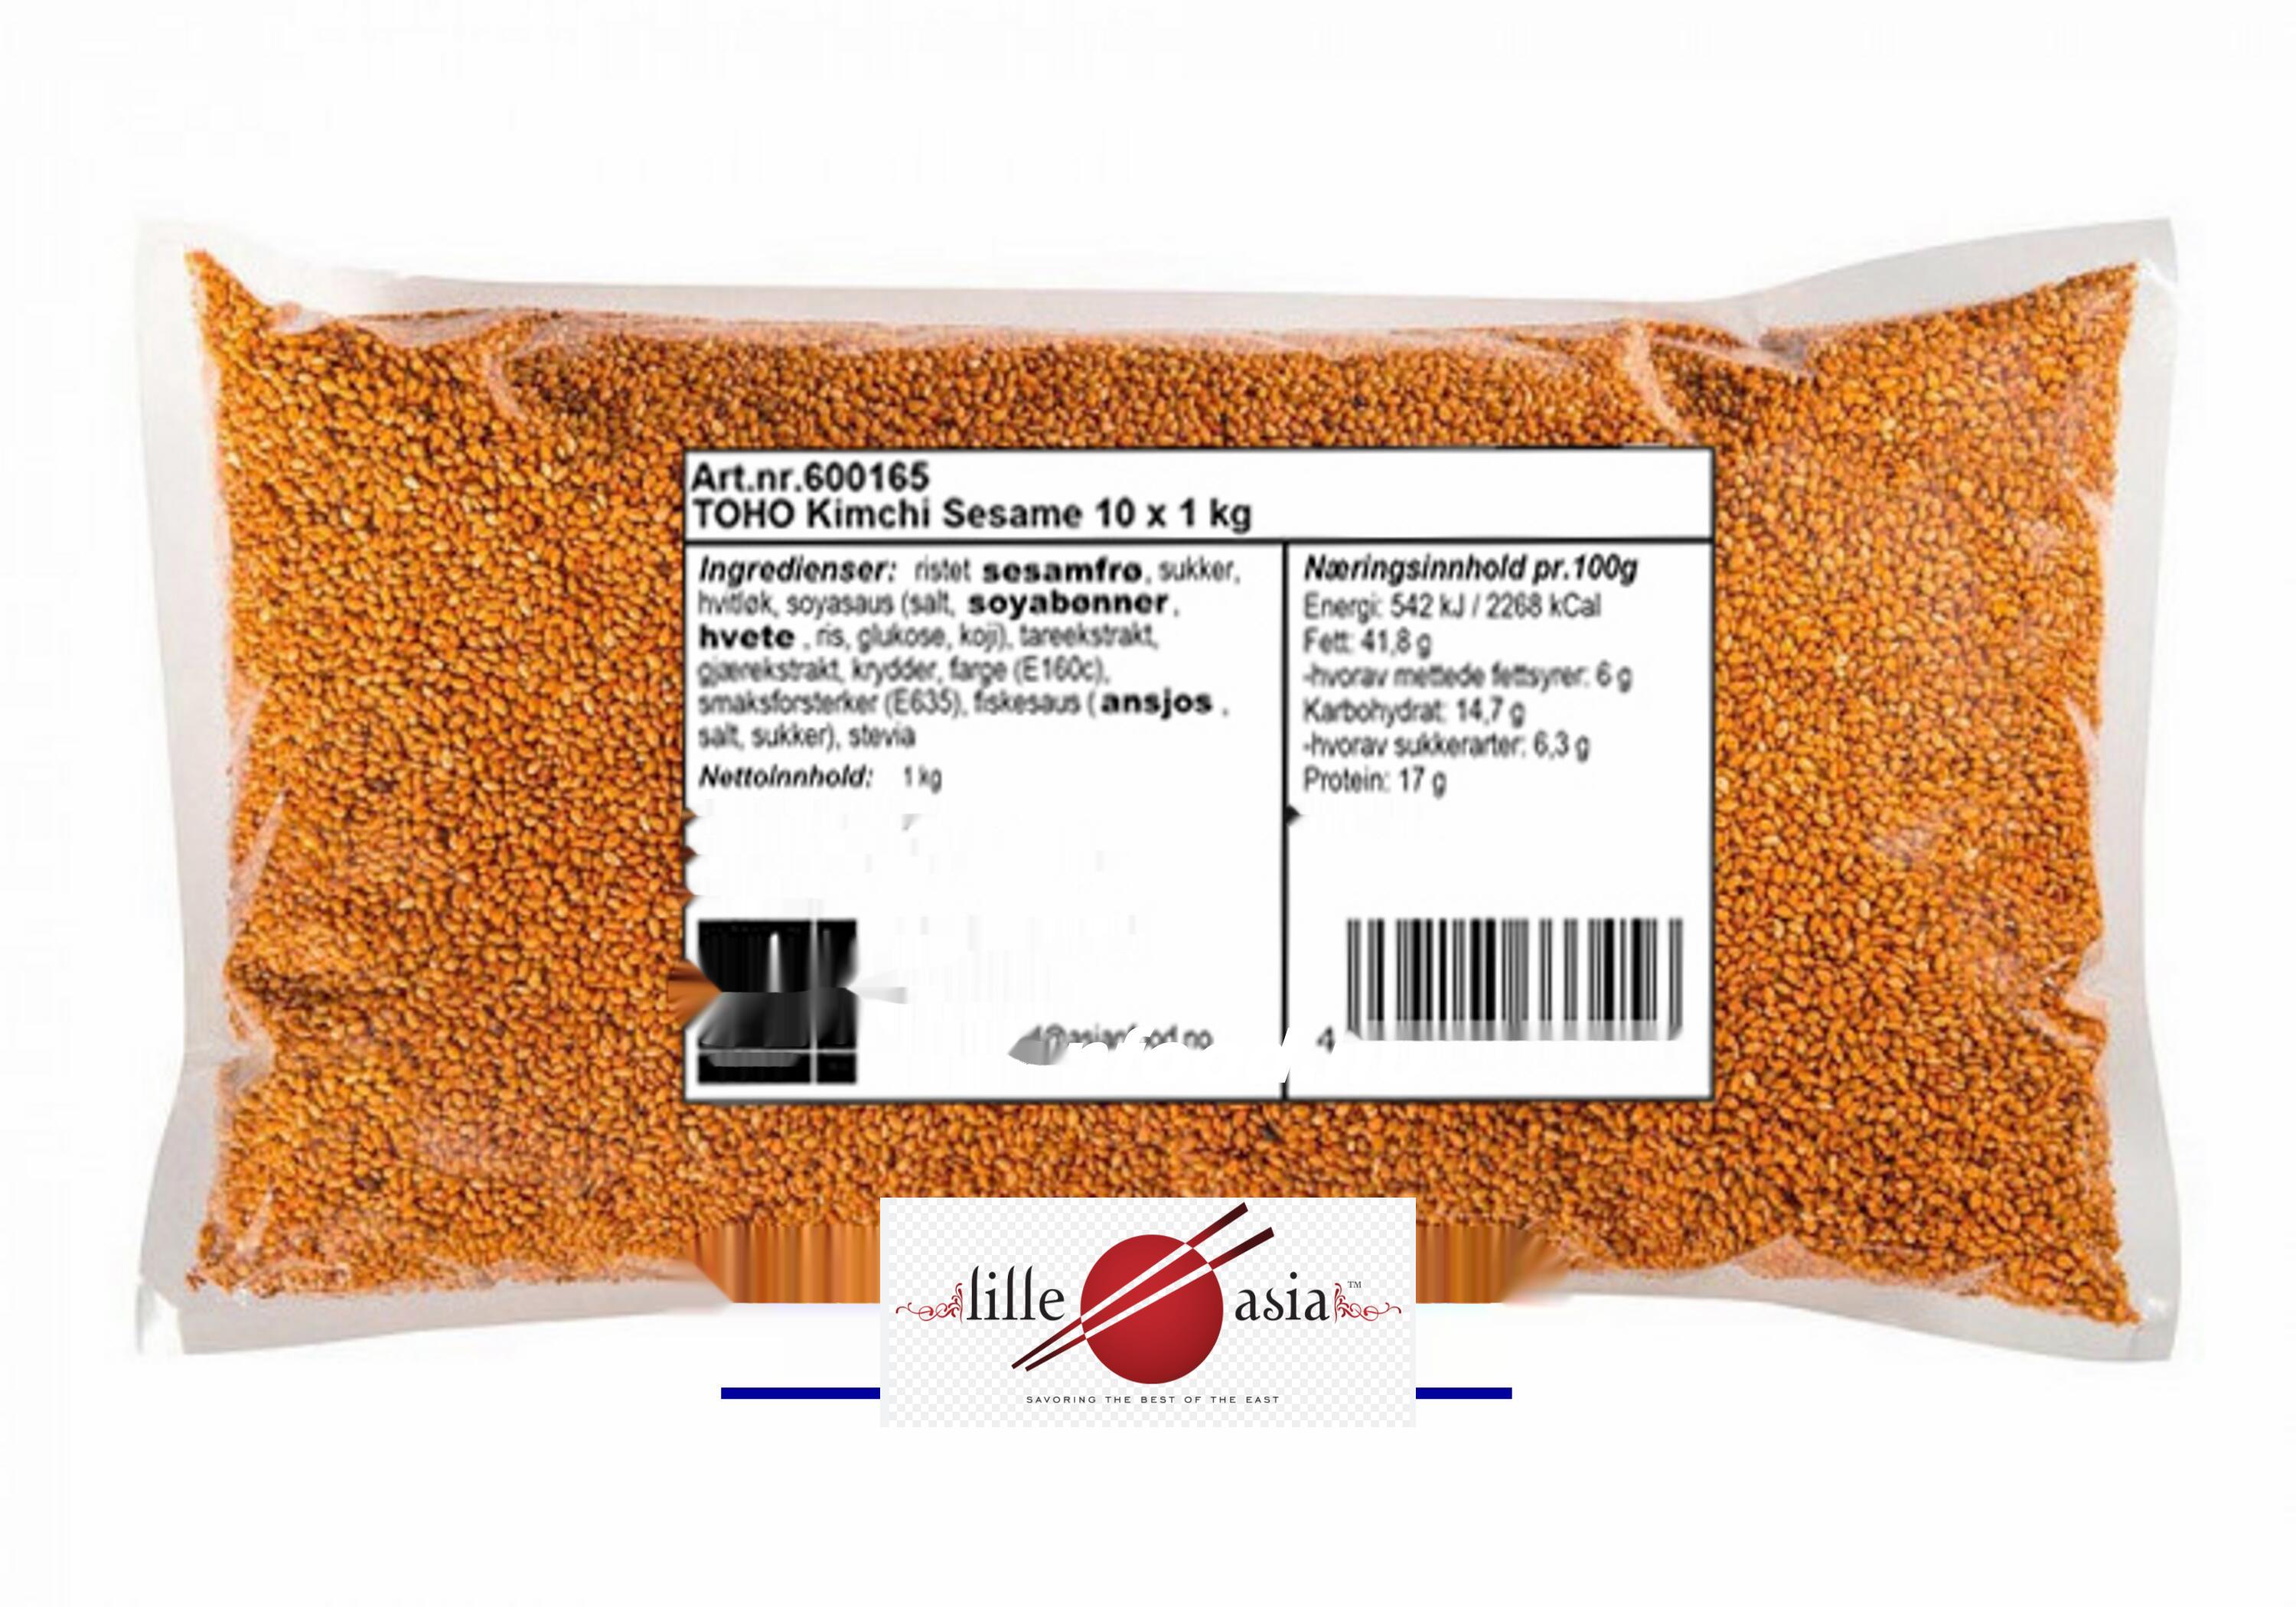 Art.nr.600165
TOHO Kimchi Sesame 10 x 1 kg
Ingredienser: ristet sesamfrø, sukker,
hvitløk, soyasaus (salt, soyabønner,
hvete , ris, glukose, koji), tareekstrakt,
gjærekstrakt, krydder, farge (E160c),
smaksforsterker (E635), fiskesaus ( ansjos ,
salt, sukker), stevia
Nettoinnhold: 1 kg
Næringsinnhold pr.100g
Energi: 542 kJ / 2268 kCal
Fett: 41,8 g
-hvorav mettede fettsyrer: 6 g
Karbohydrat: 14,7 g
-hvorav sukkerarter: 6,3 g
Protein: 17 g
4
lille asia™
SAVORING THE BEST OF THE EAST